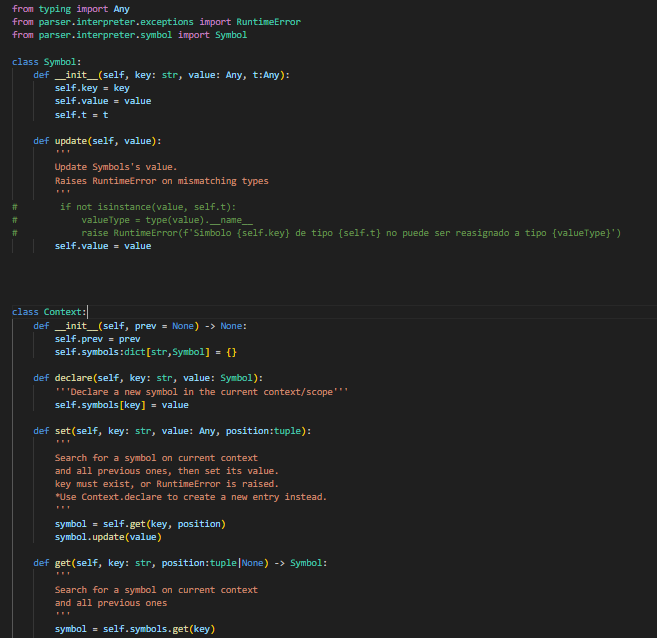 from typing import Any
from parser.interpreter.exceptions import RuntimeError
from parser.interpreter.symbol import Symbol
class Symbol:
    def __init__(self, key: str, value: Any, t:Any):
        self.key = key
        self.value = value
        self.t = t
    def update(self, value):
        '''
        Update Symbols's value.
        Raises RuntimeError on mismatching types
        '''
#        if not isinstance(value, self.t):
#            valueType = type(value).__name__
#            raise RuntimeError(f'Simbolo {self.key} de tipo {self.t} no puede ser reasignado a tipo {valueType}')
        self.value = value
class Context:
    def __init__(self, prev = None) -> None:
        self.prev = prev
        self.symbols:dict[str,Symbol] = {}
    def declare(self, key: str, value: Symbol):
        '''Declare a new symbol in the current context/scope'''
        self.symbols[key] = value
    def set(self, key: str, value: Any, position:tuple):
        '''
        Search for a symbol on current context
        and all previous ones, then set its value.
        key must exist, or RuntimeError is raised.
        *Use Context.declare to create a new entry instead.
        '''
        symbol = self.get(key, position)
        symbol.update(value)
    def get(self, key: str, position:tuple|None) -> Symbol:
        '''
        Search for a symbol on current context
        and all previous ones
        '''
        symbol = self.symbols.get(key)